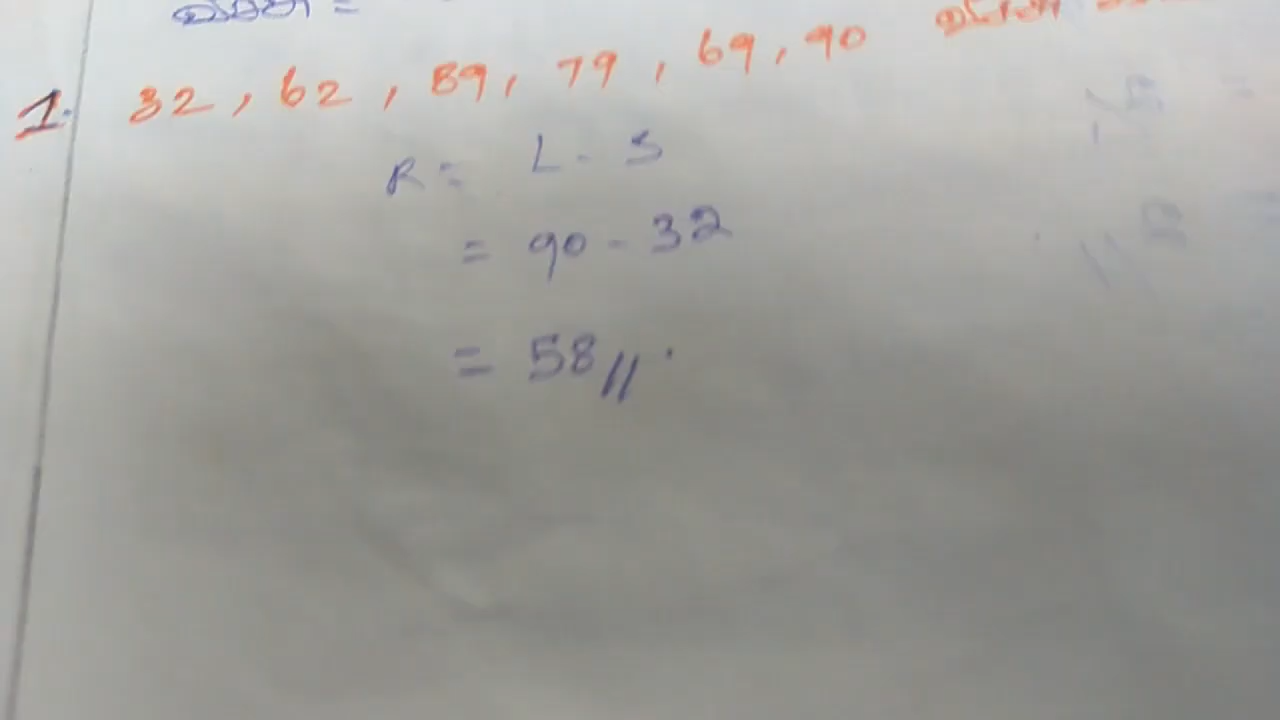 1. 32, 62, 89, 79, 69, 90
R = L - S
= 90 - 32
= 58 //.